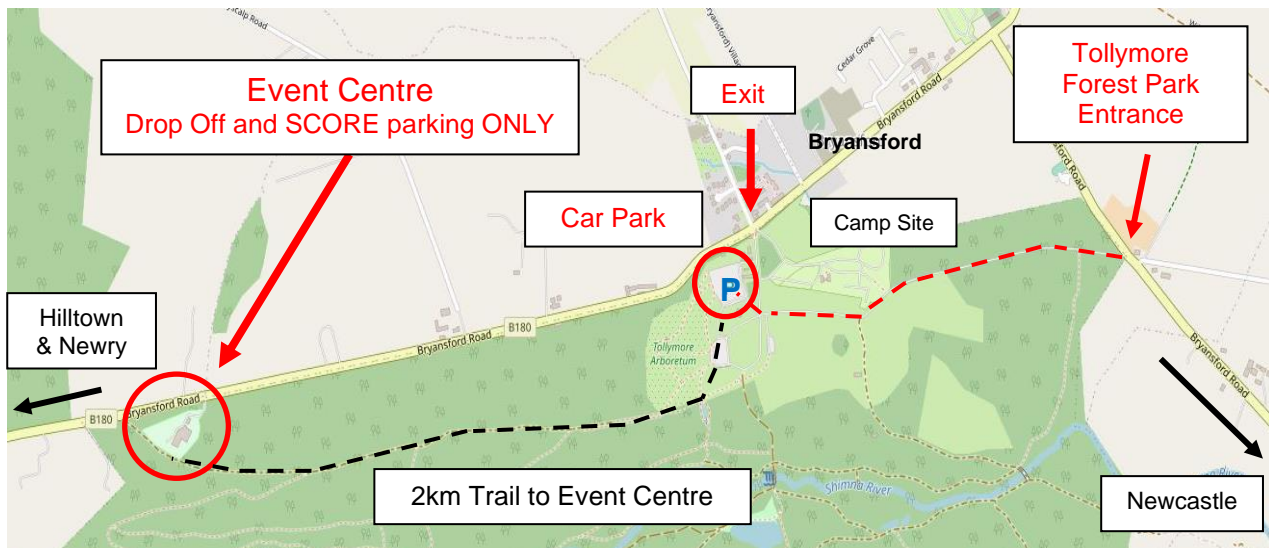 Event Centre
Drop Off and SCORE parking ONLY
Exit
Tollymore
Forest Park
Entrance
Cedar Grove
Bryansford Road
Bryansford
Car Park
Camp Site
Bryansford Road
P
Hilltown
& Newry
B180
Bryansford Road
Tollymore
Arboretum
Bryansford Road
B180
Bryansford Road
2km Trail to Event Centre
Shimna River
Newcastle